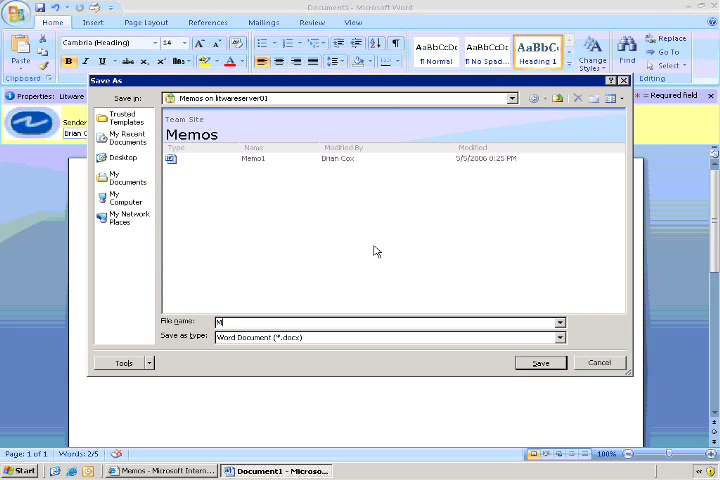 Document1 - Microsoft Word
Home Insert Page Layout References Mailings Review View
Cambria (Heading) 14
Paste
Clipboard
AaBbCcDc AaBbCcDc AaBbC
¶ Normal ¶ No Spad... Heading 1
Change Styles
Find
Replace
Go To
Select
Editing
Properties: Litware
* = Required field
Sender
Brian C
Save As
Save in: Memos on litwareserver01
Trusted Templates
My Recent Documents
Desktop
My Documents
My Computer
My Network Places
Team Site
Memos
Type Name Modified By Modified
Memo1 Brian Cox 5/5/2006 8:25 PM
File name: M
Save as type: Word Document (*.docx)
Tools Save Cancel
Page: 1 of 1 Words: 2/5 100%
Start Memos - Microsoft Intern... Document1 - Microso...